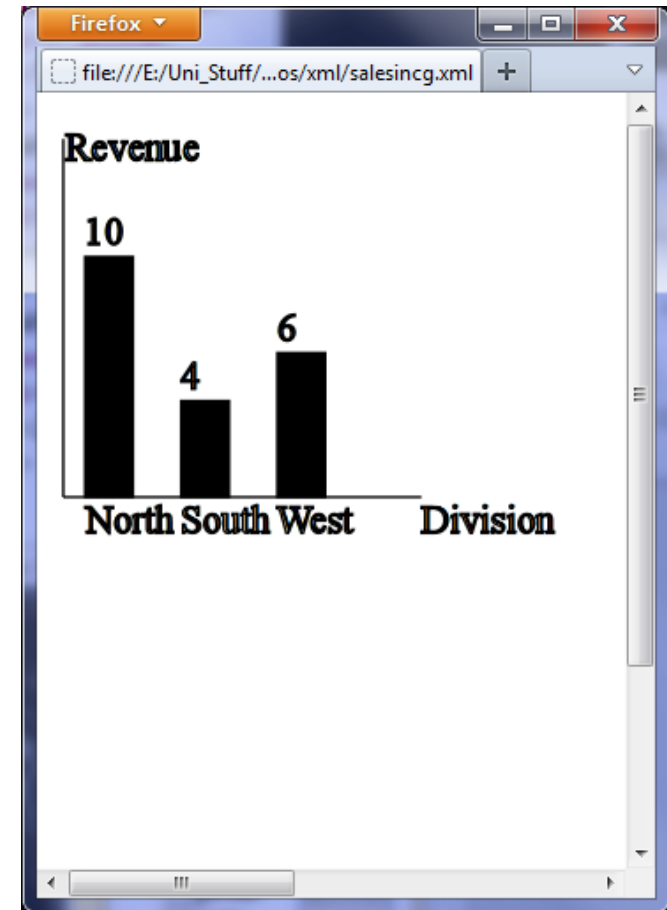 Firefox
file:///E:/Uni_Stuff/...os/xml/salesincg.xml
Revenue
10
6
4
North South West Division